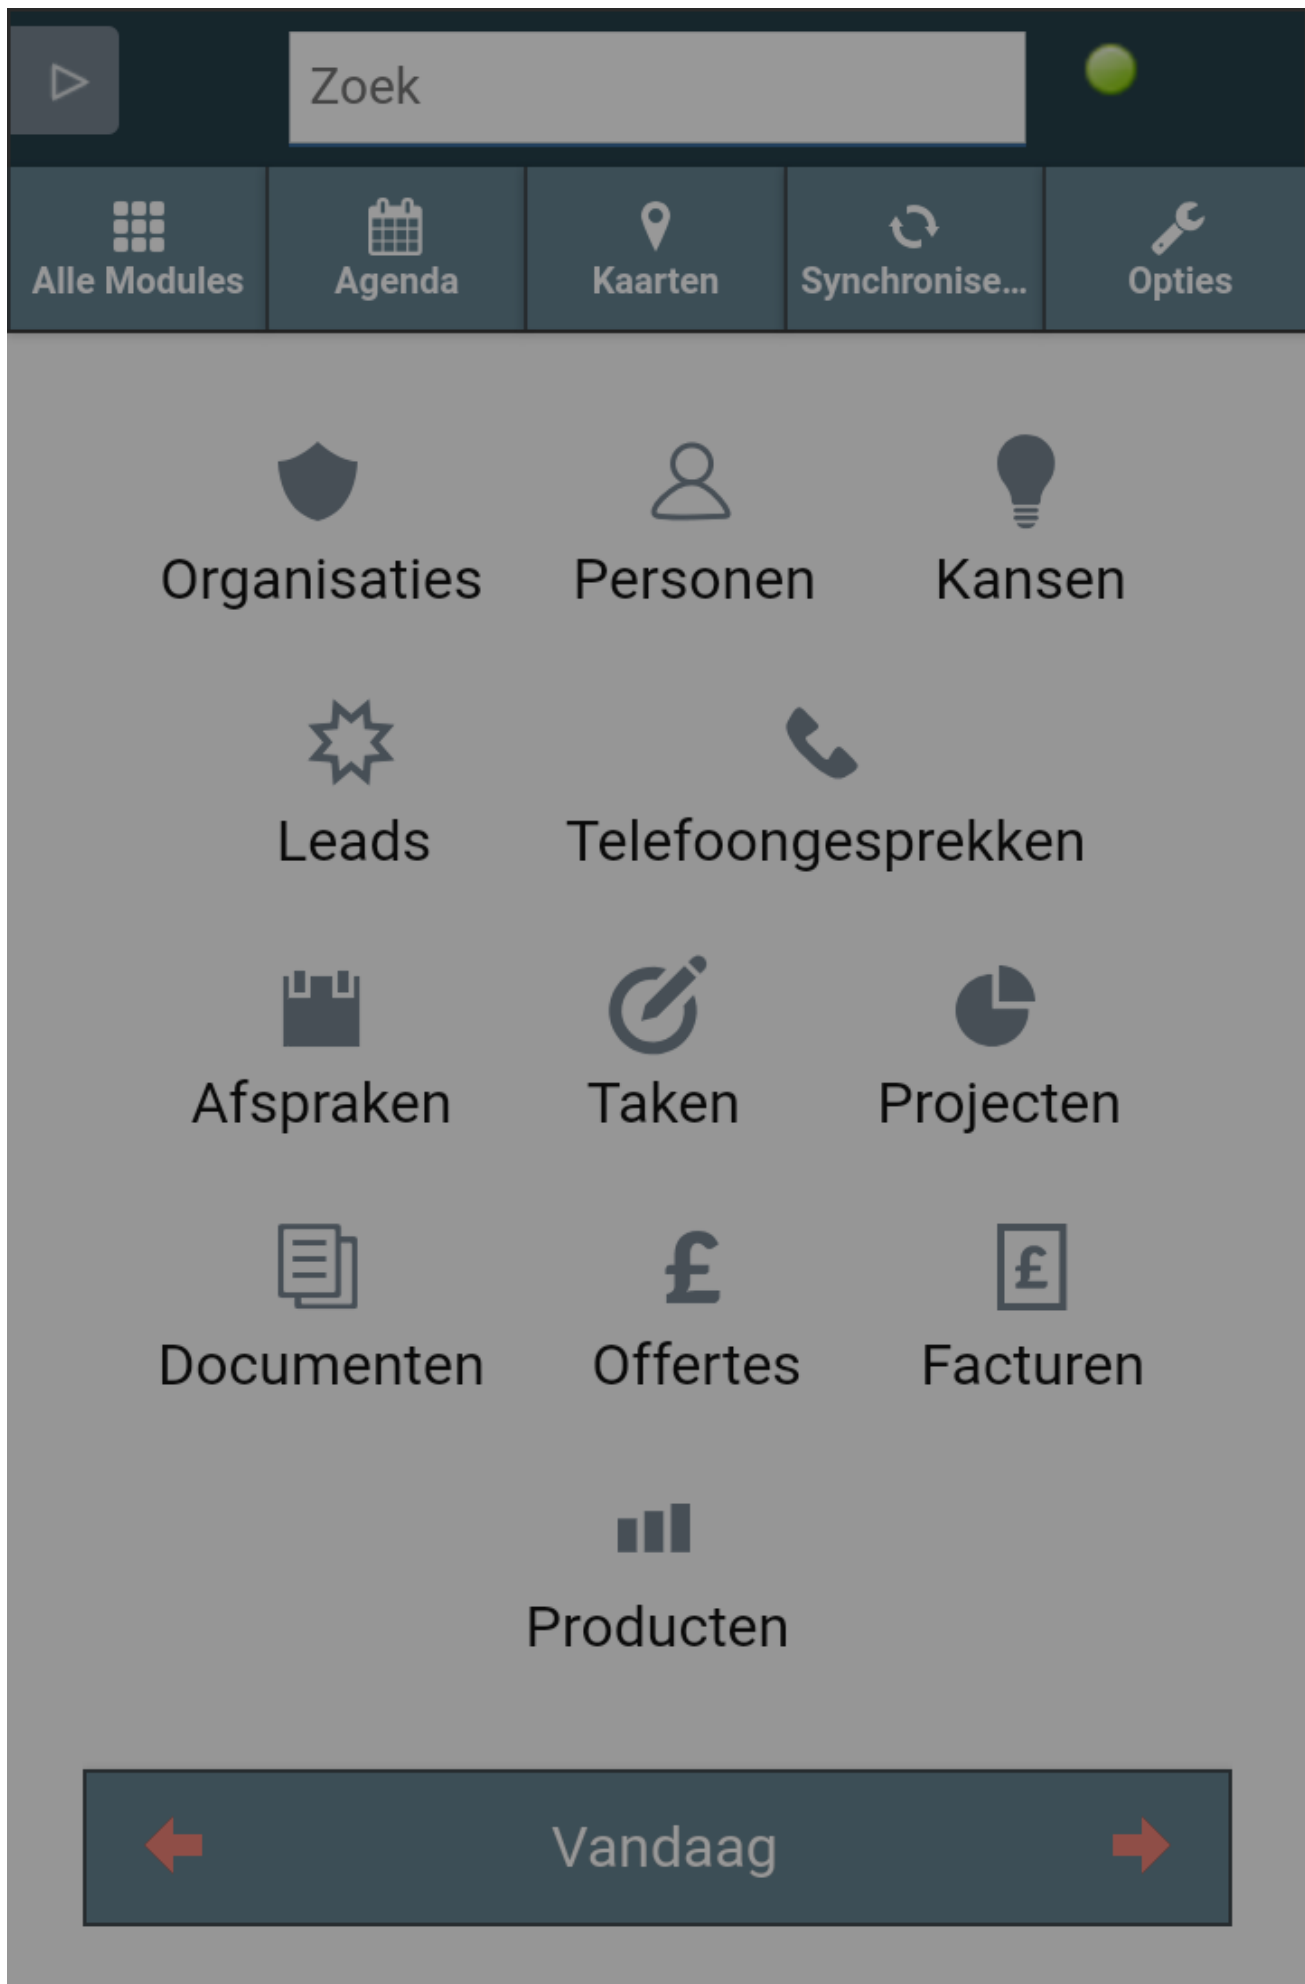 Zoek
Alle Modules
Agenda
Kaarten
Synchronise...
Opties
Organisaties
Personen
Kansen
Leads
Telefoongesprekken
Afspraken
Taken
Projecten
Documenten
£
Offertes
£
Facturen
Producten
Vandaag